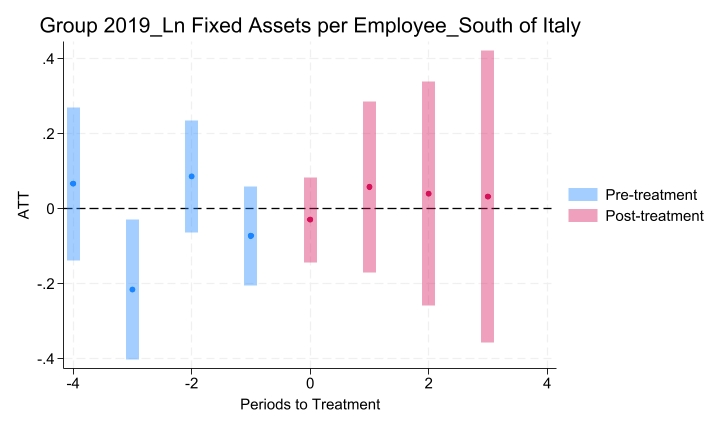 Group 2019_Ln Fixed Assets per Employee_South of Italy
.4
.2
0
-.2
-.4
ATT
-4
-2
0
2
4
Periods to Treatment
Pre-treatment
Post-treatment